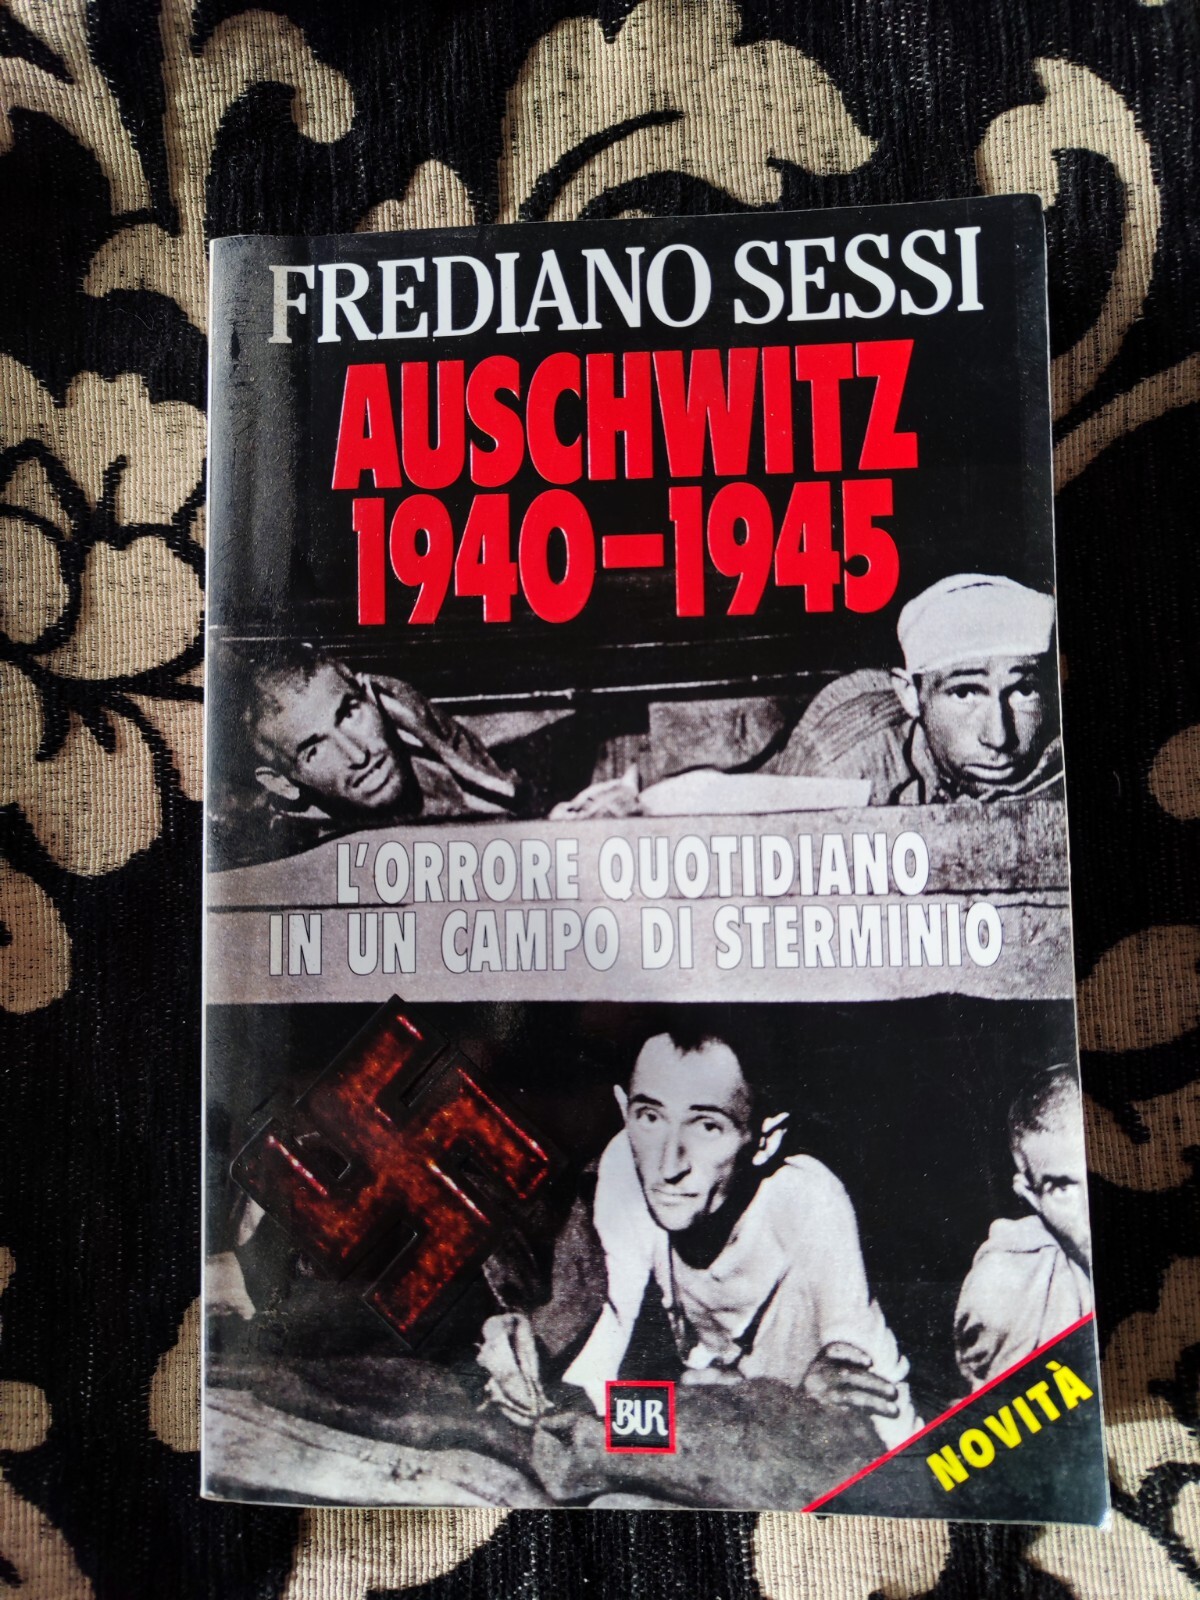 FREDIANO SESSI
AUSCHWITZ
1940-1945
L'ORRORE QUOTIDIANO
IN UN CAMPO DI STERMINIO
BUR
NOVITÀ